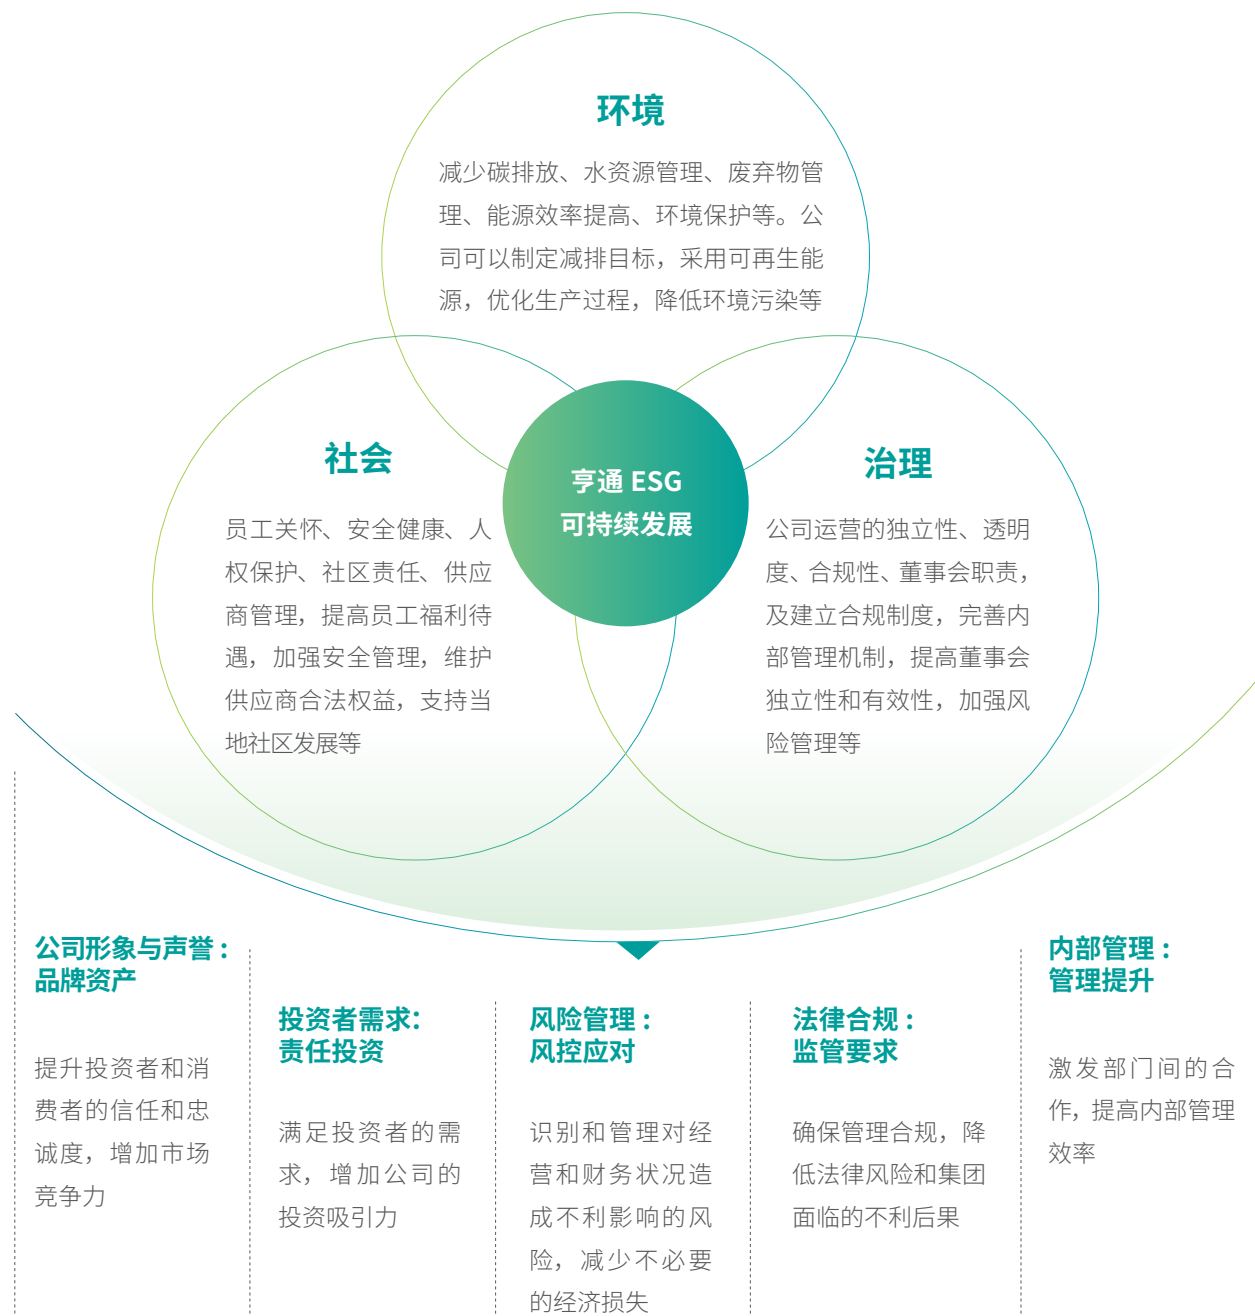 环境
减少碳排放、水资源管理、废弃物管
理、能源效率提高、环境保护等。公
司可以制定减排目标，采用可再生能
源，优化生产过程，降低环境污染等
社会
员工关怀、安全健康、人
权保护、社区责任、供应
商管理，提高员工福利待
遇，加强安全管理，维护
供应商合法权益，支持当
地社区发展等
亨通 ESG
可持续发展
治理
公司运营的独立性、透明
度、合规性、董事会职责，
及建立合规制度，完善内
部管理机制，提高董事会
独立性和有效性，加强风
险管理等
公司形象与声誉：
品牌资产
提升投资者和消
费者的信任和忠
诚度，增加市场
竞争力
投资者需求：
责任投资
满足投资者的需
求，增加公司的
投资吸引力
风险管理：
风控应对
识别和管理对经
营和财务状况造
成不利影响的风
险，减少不必要
的经济损失
法律合规：
监管要求
确保管理合规，降
低法律风险和集团
面临的不利后果
内部管理：
管理提升
激发部门间的合
作，提高内部管理
效率